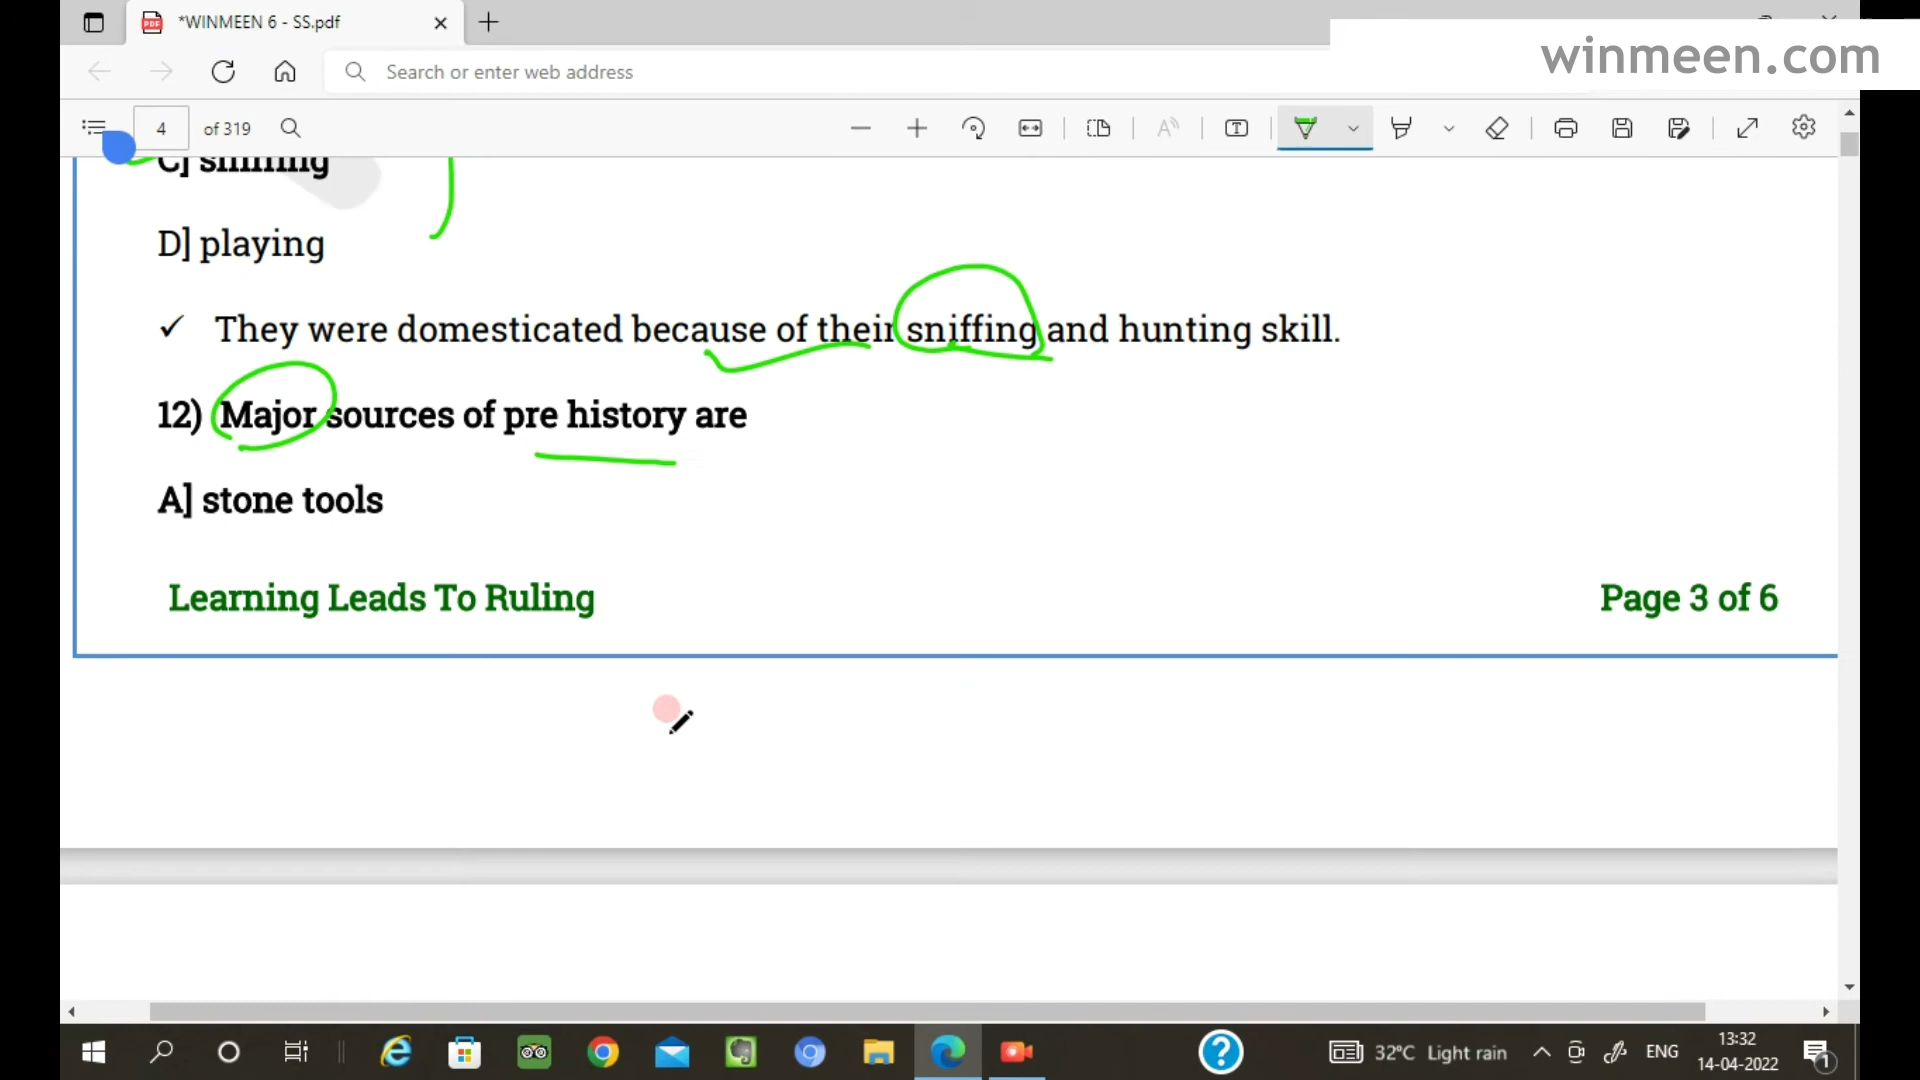 *WINMEEN 6 - SS.pdf
winmeen.com
Search or enter web address
4 of 319
C] sniffing
D] playing
✓ They were domesticated because of their sniffing and hunting skill.
12) Major sources of pre history are
A] stone tools
Learning Leads To Ruling
Page 3 of 6
32°C Light rain
ENG
13:32
14-04-2022
1